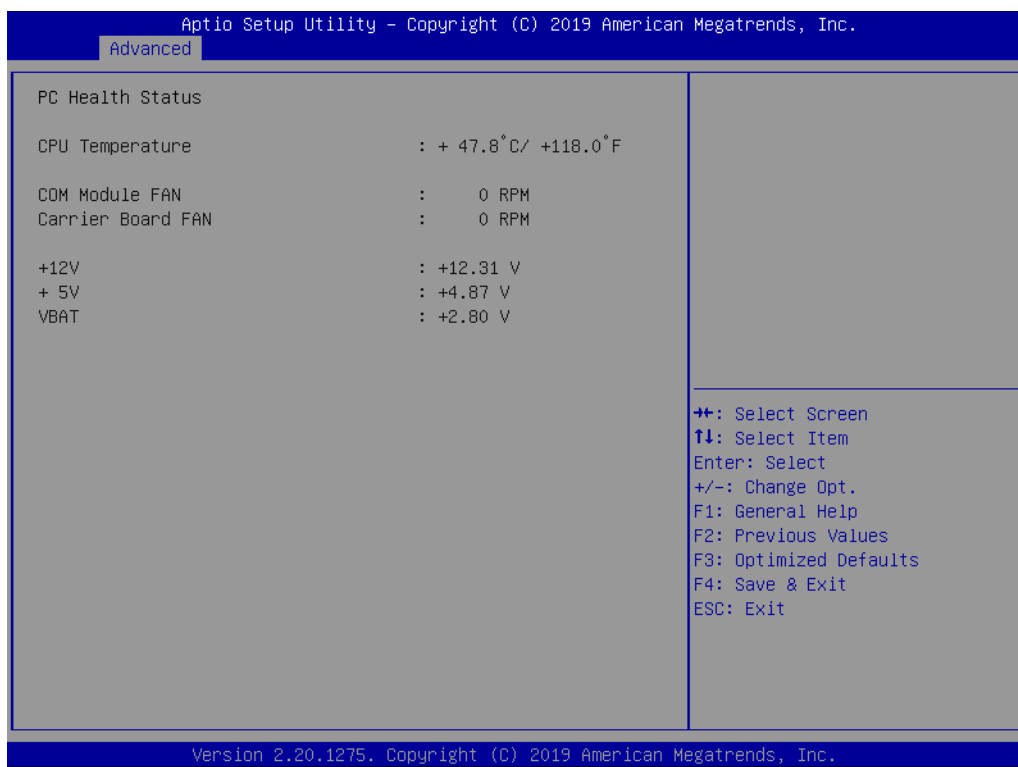 Aptio Setup Utility – Copyright (C) 2019 American Megatrends, Inc.
Advanced
PC Health Status
CPU Temperature : + 47.8°C/ +118.0°F
COM Module FAN : 0 RPM
Carrier Board FAN : 0 RPM
+12V : +12.31 V
+ 5V : +4.87 V
VBAT : +2.80 V
→←: Select Screen
↑↓: Select Item
Enter: Select
+/-: Change Opt.
F1: General Help
F2: Previous Values
F3: Optimized Defaults
F4: Save & Exit
ESC: Exit
Version 2.20.1275. Copyright (C) 2019 American Megatrends, Inc.